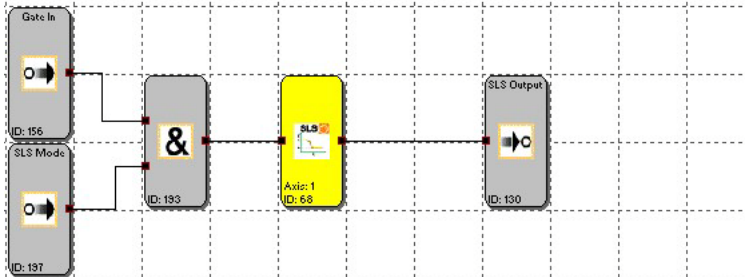 Gate In
ID: 156
SLS Mode
ID: 197
&
ID: 193
SLS
Axis: 1
ID: 68
SLS Output
ID: 130